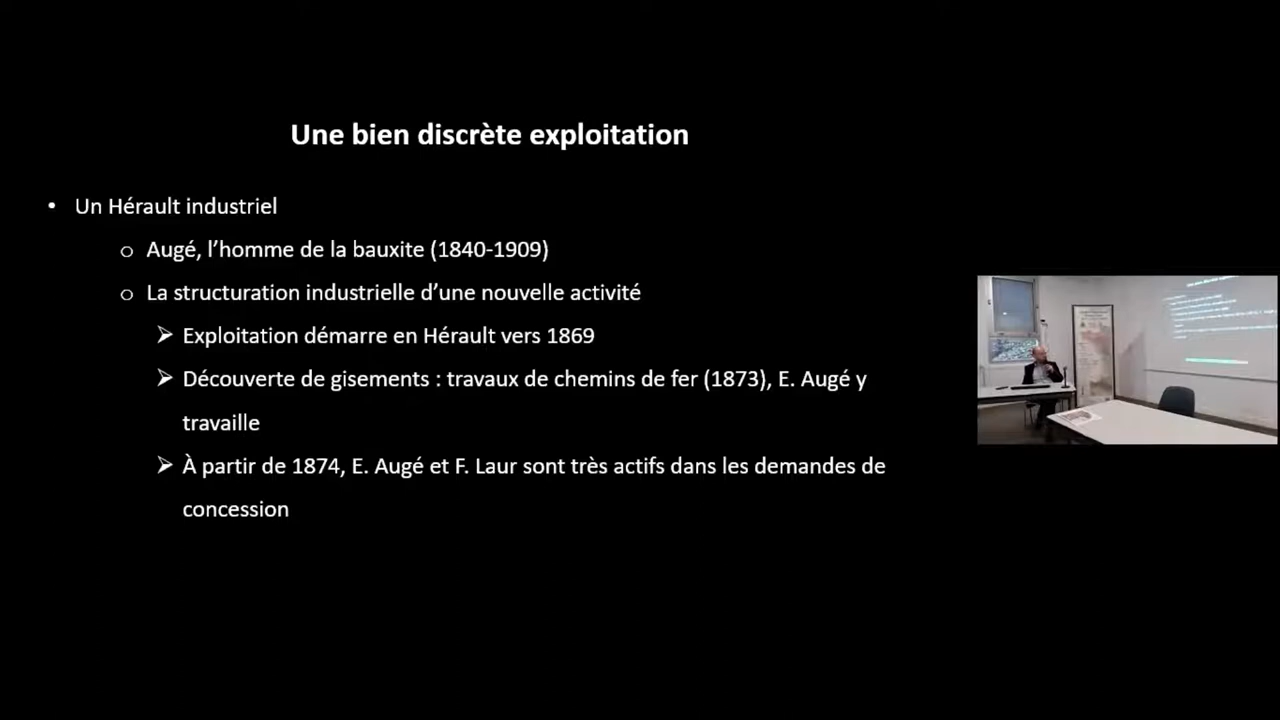 Une bien discrète exploitation
• Un Hérault industriel
o Augé, l’homme de la bauxite (1840-1909)
o La structuration industrielle d’une nouvelle activité
➢ Exploitation démarre en Hérault vers 1869
➢ Découverte de gisements : travaux de chemins de fer (1873), E. Augé y
travaille
➢ À partir de 1874, E. Augé et F. Laur sont très actifs dans les demandes de
concession